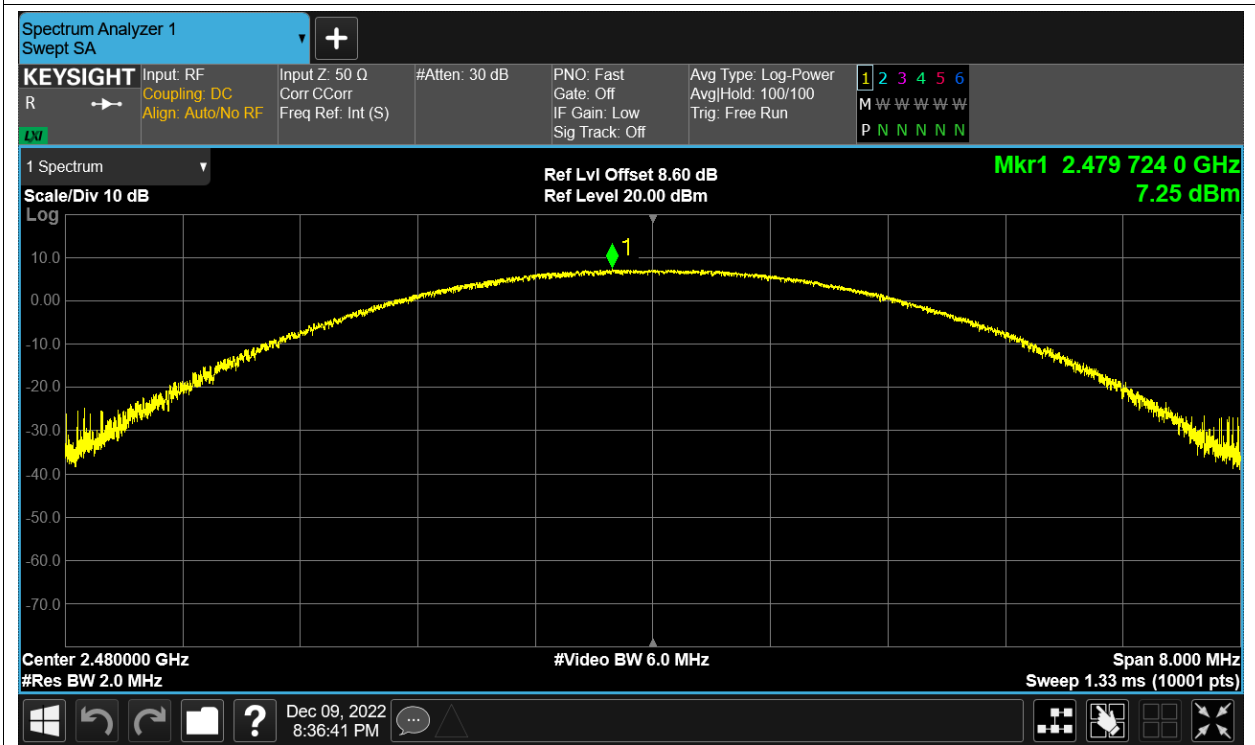 Spectrum Analyzer 1
Swept SA
+
KEYSIGHT
R
LXI
Input: RF
Coupling: DC
Align: Auto/No RF
Input Z: 50 Ω
Corr CCorr
Freq Ref: Int (S)
#Atten: 30 dB
PNO: Fast
Gate: Off
IF Gain: Low
Sig Track: Off
Avg Type: Log-Power
Avg|Hold: 100/100
Trig: Free Run
1 2 3 4 5 6
M W W W W W
P N N N N N
1 Spectrum
Scale/Div 10 dB
Log
Ref Lvl Offset 8.60 dB
Ref Level 20.00 dBm
Mkr1 2.479 724 0 GHz
7.25 dBm
1
10.0
0.00
-10.0
-20.0
-30.0
-40.0
-50.0
-60.0
-70.0
Center 2.480000 GHz
#Res BW 2.0 MHz
#Video BW 6.0 MHz
Span 8.000 MHz
Sweep 1.33 ms (10001 pts)
?
Dec 09, 2022
8:36:41 PM